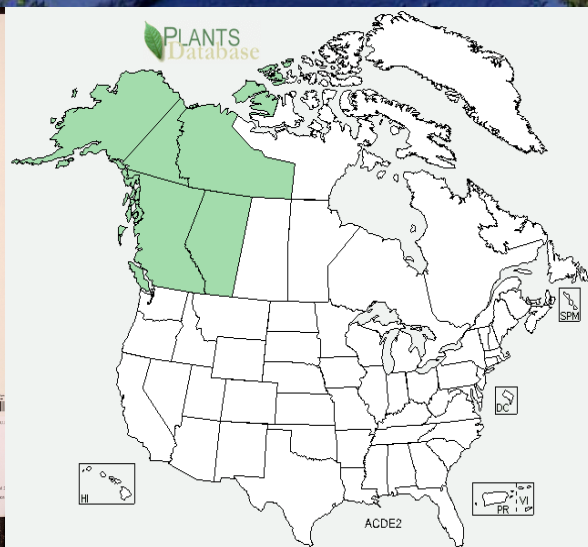 PLANTS
Database
SPM
DC
HI
PR
VI
ACDE2